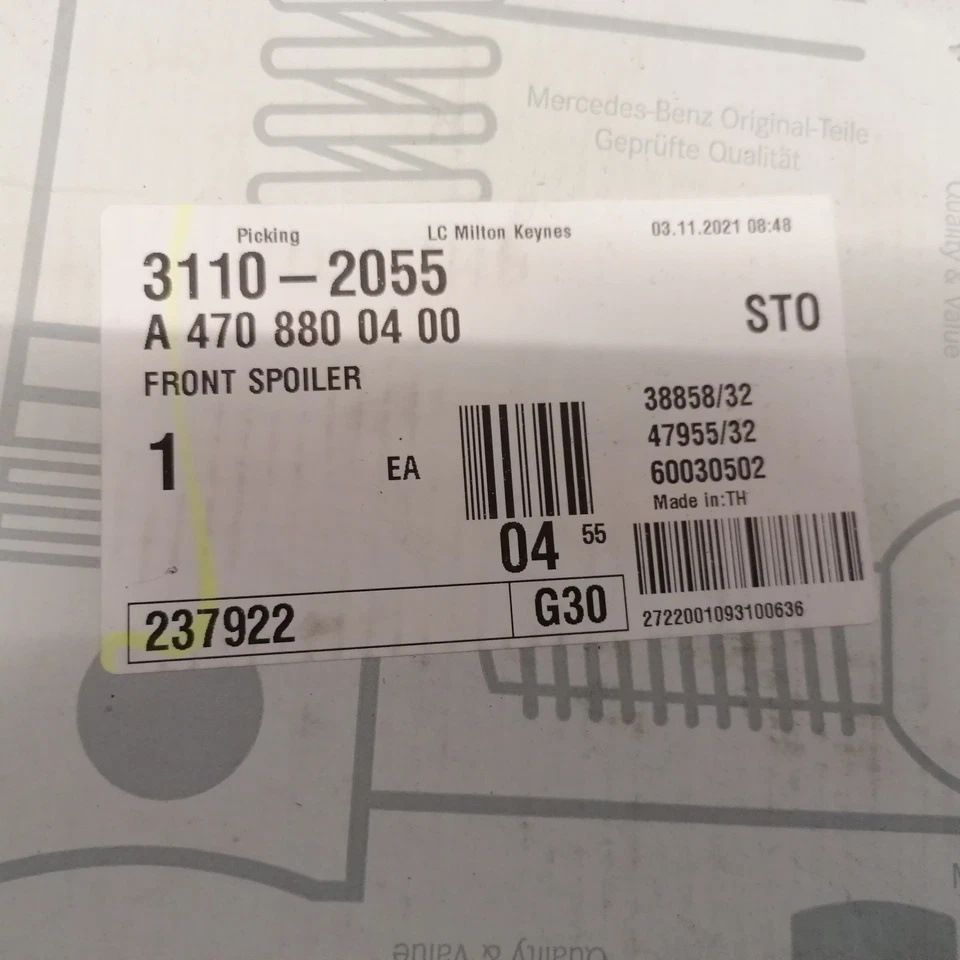 Mercedes-Benz Original-Teile
Geprüfte Qualität
Picking
LC Milton Keynes
03.11.2021 08:48
3110-2055
A 470 880 04 00
STO
FRONT SPOILER
38858/32
47955/32
60030502
Made in:TH
1
EA
04 55
237922
G30
2722001093100636
Quality & Value
Quality & Value